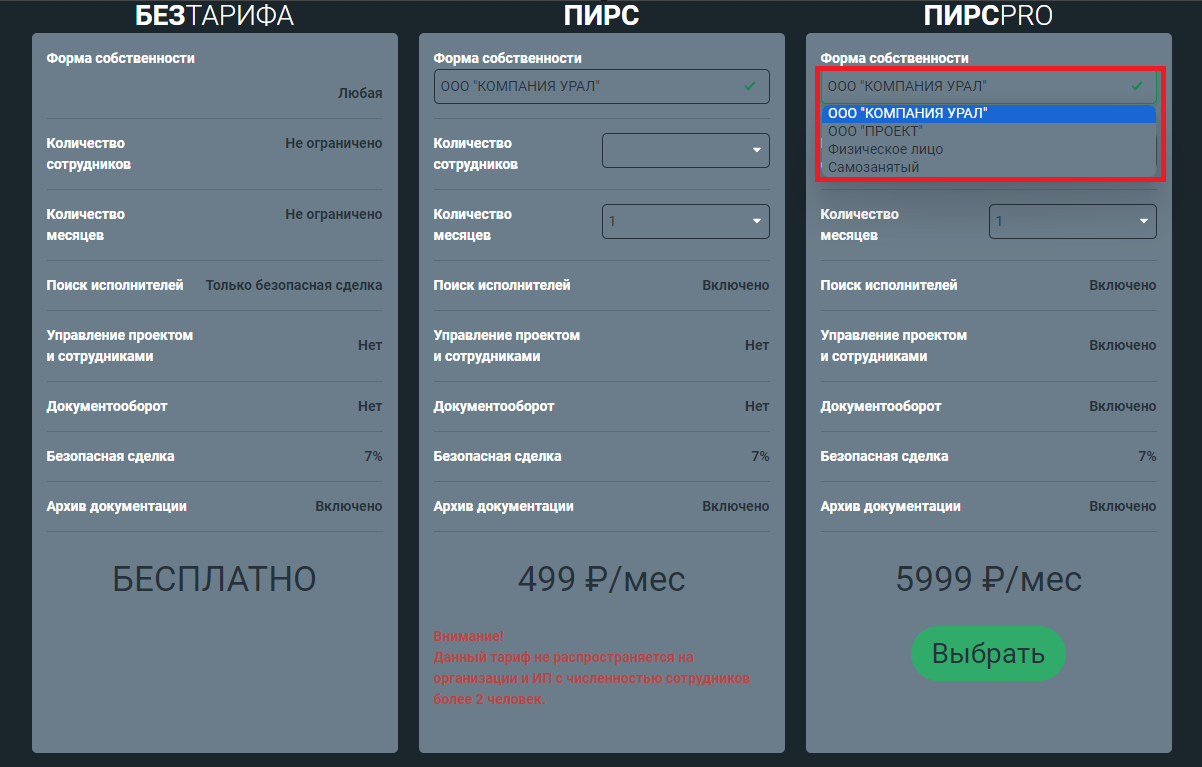 БЕЗТАРИФА
Форма собственности
Любая
Количество
сотрудников
Не ограничено
Количество
месяцев
Не ограничено
Поиск исполнителей
Только безопасная сделка
Управление проектом
и сотрудниками
Нет
Документооборот
Нет
Безопасная сделка
7%
Архив документации
Включено
БЕСПЛАТНО
ПИРС
Форма собственности
ООО "КОМПАНИЯ УРАЛ"
Количество
сотрудников
Количество
месяцев
1
Поиск исполнителей
Включено
Управление проектом
и сотрудниками
Нет
Документооборот
Нет
Безопасная сделка
7%
Архив документации
Включено
499 ₽/мес
Внимание!
Данный тариф не распространяется на
организации и ИП с численностью сотрудников
более 2 человек.
ПИРСPRO
Форма собственности
ООО "КОМПАНИЯ УРАЛ"
ООО "КОМПАНИЯ УРАЛ"
ООО "ПРОЕКТ"
Физическое лицо
Самозанятый
Количество
месяцев
1
Поиск исполнителей
Включено
Управление проектом
и сотрудниками
Включено
Документооборот
Включено
Безопасная сделка
7%
Архив документации
Включено
5999 ₽/мес
Выбрать